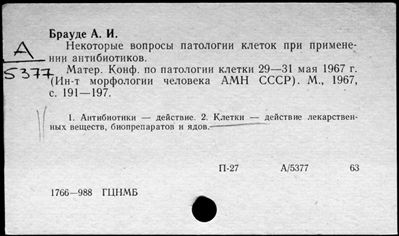 Брауде А. И.
А
5377
Некоторые вопросы патологии клеток при примене-
нии антибиотиков.
Матер. Конф. по патологии клетки 29—31 мая 1967 г.
(Ин-т морфологии человека АМН СССР). М., 1967,
с. 191—197.
1. Антибиотики — действие. 2. Клетки — действие лекарствен-
ных веществ, биопрепаратов и ядов.
П-27 А/5377 63
1766—988 ГЦНМБ